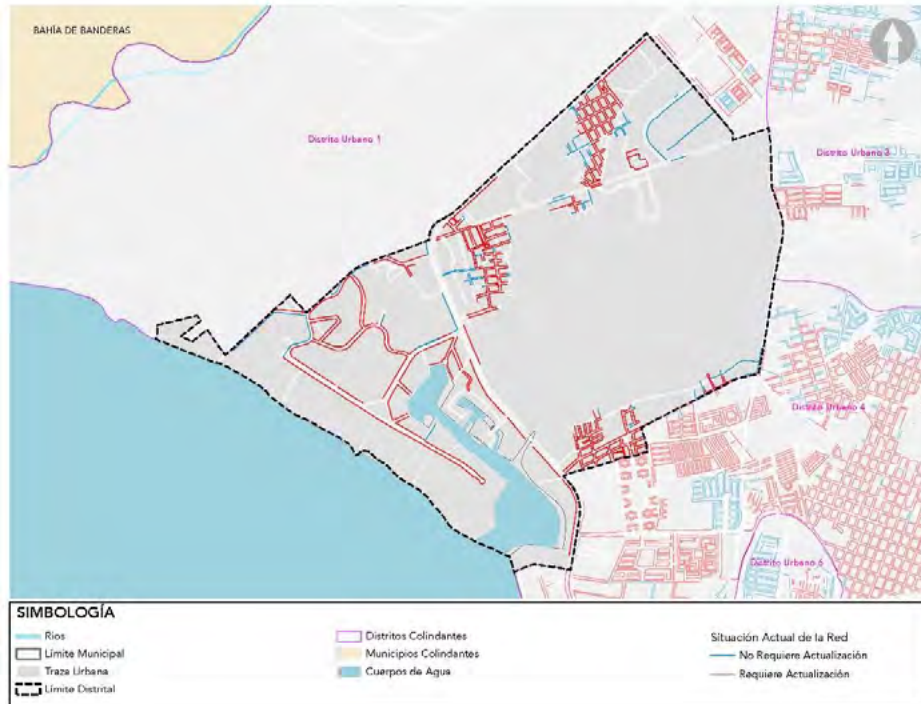 BAHÍA DE BANDERAS
Distrito Urbano 1
Distrito Urbano 3
Distrito Urbano 4
Distrito Urbano 6
SIMBOLOGÍA
Rios
Límite Municipal
Traza Urbana
Límite Distrital
Distritos Colindantes
Municipios Colindantes
Cuerpos de Agua
Situación Actual de la Red
No Requiere Actualización
Requiere Actualización